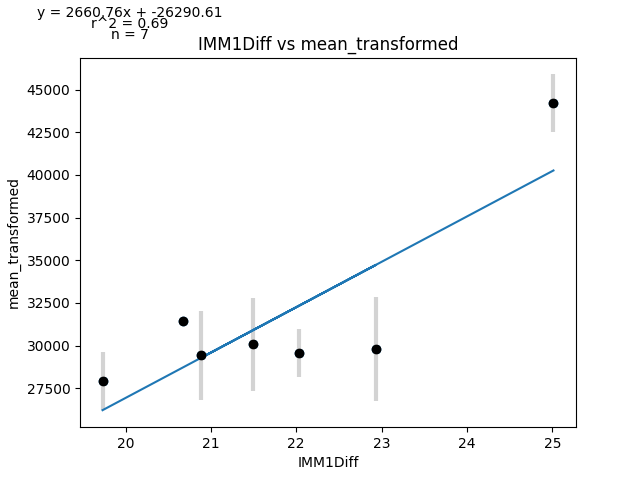 y = 2660.76x + -26290.61
r^2 = 0.69
n = 7
IMM1Diff vs mean_transformed
45000
42500
40000
37500
35000
32500
30000
27500
mean_transformed
20 21 22 23 24 25
IMM1Diff